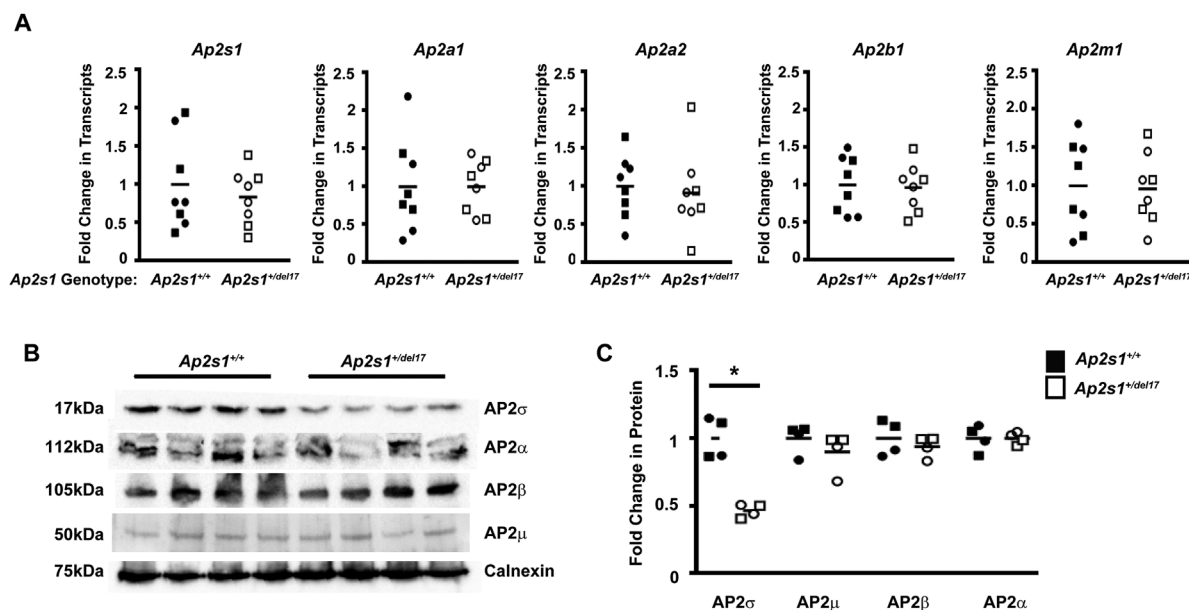 A
Ap2s1
Ap2a1
Ap2a2
Ap2b1
Ap2m1
Fold Change in Transcripts
2.5
2
1.5
1
0.5
0
Fold Change in Transcripts
2.5
2
1.5
1
0.5
0
Fold Change in Transcripts
2.5
2
1.5
1
0.5
0
Fold Change in Transcripts
2.5
2
1.5
1
0.5
0
Fold Change in Transcripts
2.5
2.0
1.5
1.0
0.5
0
Ap2s1 Genotype: Ap2s1+/+ Ap2s1+/del17
Ap2s1+/+ Ap2s1+/del17
Ap2s1+/+ Ap2s1+/del17
Ap2s1+/+ Ap2s1+/del17
Ap2s1+/+ Ap2s1+/del17
B
Ap2s1+/+ Ap2s1+/del17
17kDa AP2σ
112kDa AP2α
105kDa AP2β
50kDa AP2μ
75kDa Calnexin
C
Ap2s1+/+
Ap2s1+/del17
*
Fold Change in Protein
1.5
1
0.5
0
AP2σ AP2μ AP2β AP2α